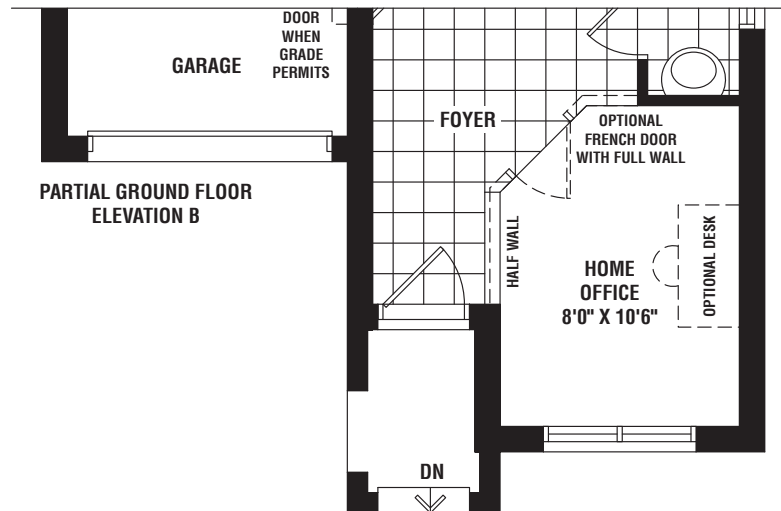 DOOR
WHEN
GRADE
PERMITS
GARAGE
FOYER
OPTIONAL
FRENCH DOOR
WITH FULL WALL
PARTIAL GROUND FLOOR
ELEVATION B
HALF WALL
HOME
OFFICE
8'0" X 10'6"
OPTIONAL DESK
DN